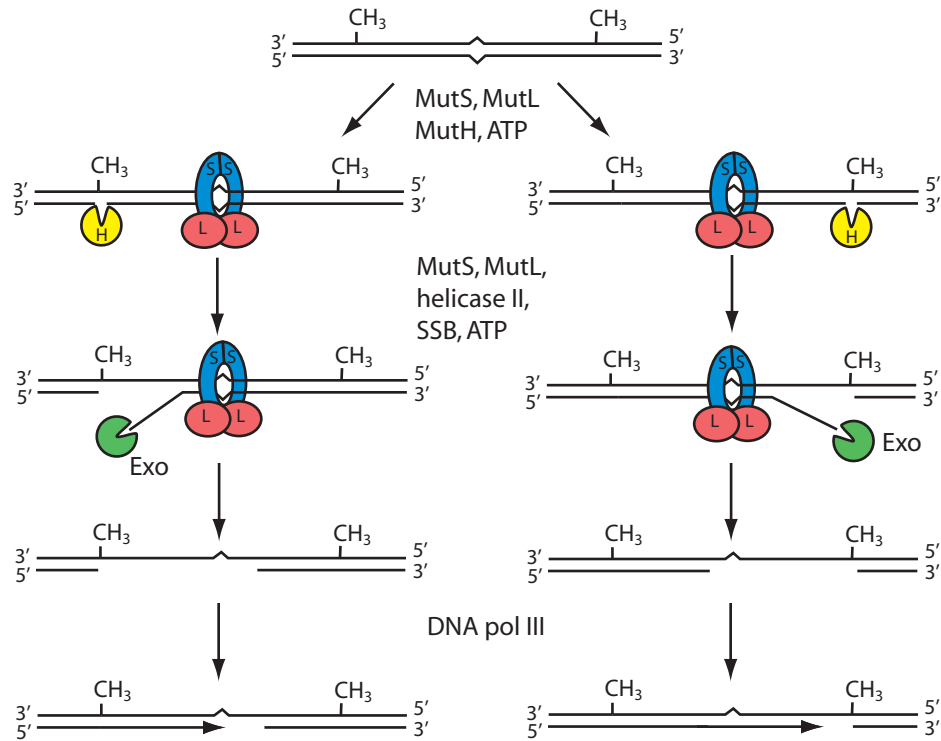 CH₃ CH₃
3′ 5′
5′ 3′
MutS, MutL
MutH, ATP
CH₃ S S CH₃
3′ 5′
5′ 3′
H L L
CH₃ S S CH₃
3′ 5′
5′ 3′
L L H
MutS, MutL,
helicase II,
SSB, ATP
CH₃ S S CH₃
3′ 5′
5′ 3′
L L
Exo
CH₃ S S CH₃
3′ 5′
5′ 3′
L L
Exo
CH₃ CH₃
3′ 5′
5′ 3′
CH₃ CH₃
3′ 5′
5′ 3′
DNA pol III
CH₃ CH₃
3′ 5′
5′ 3′
CH₃ CH₃
3′ 5′
5′ 3′